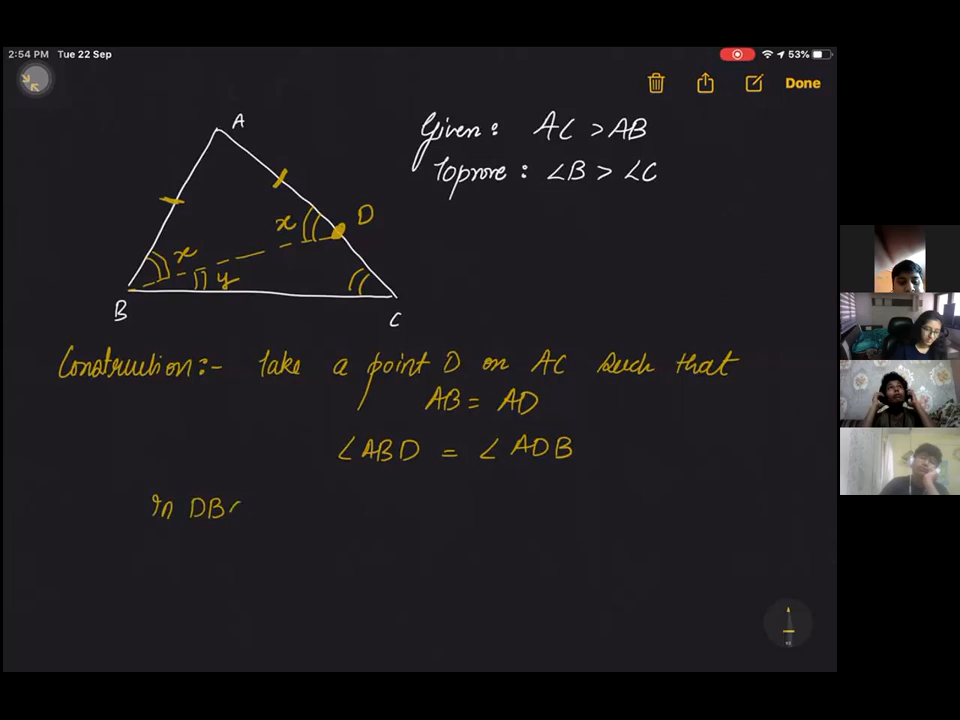 2:54 PM Tue 22 Sep
53%
Done
A
Given : AC > AB
To prove : ∠B > ∠C
D
x
x
y
B
C
Construction :- Take a point D on AC such that
AB = AD
∠ABD = ∠ADB
In DBC